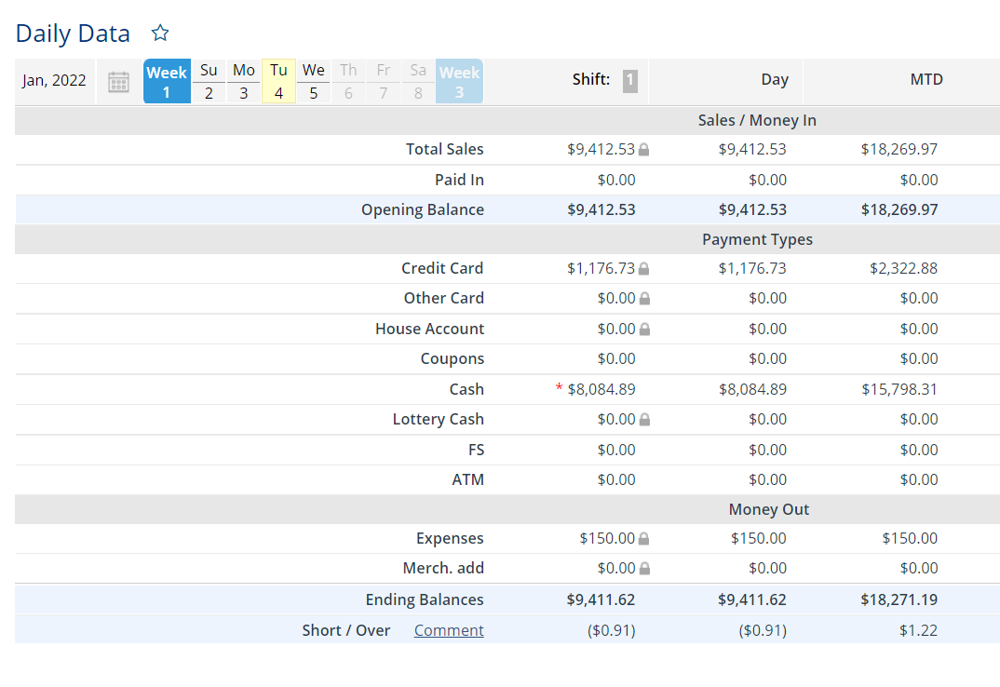 Daily Data
Jan, 2022 Week 1 Su 2 Mo 3 Tu 4 We 5 Th 6 Fr 7 Sa 8 Week 3 Shift: 1 Day MTD
Sales / Money In
Total Sales $9,412.53 $9,412.53 $18,269.97
Paid In $0.00 $0.00 $0.00
Opening Balance $9,412.53 $9,412.53 $18,269.97
Payment Types
Credit Card $1,176.73 $1,176.73 $2,322.88
Other Card $0.00 $0.00 $0.00
House Account $0.00 $0.00 $0.00
Coupons $0.00 $0.00 $0.00
Cash * $8,084.89 $8,084.89 $15,798.31
Lottery Cash $0.00 $0.00 $0.00
FS $0.00 $0.00 $0.00
ATM $0.00 $0.00 $0.00
Money Out
Expenses $150.00 $150.00 $150.00
Merch. add $0.00 $0.00 $0.00
Ending Balances $9,411.62 $9,411.62 $18,271.19
Short / Over Comment ($0.91) ($0.91) $1.22